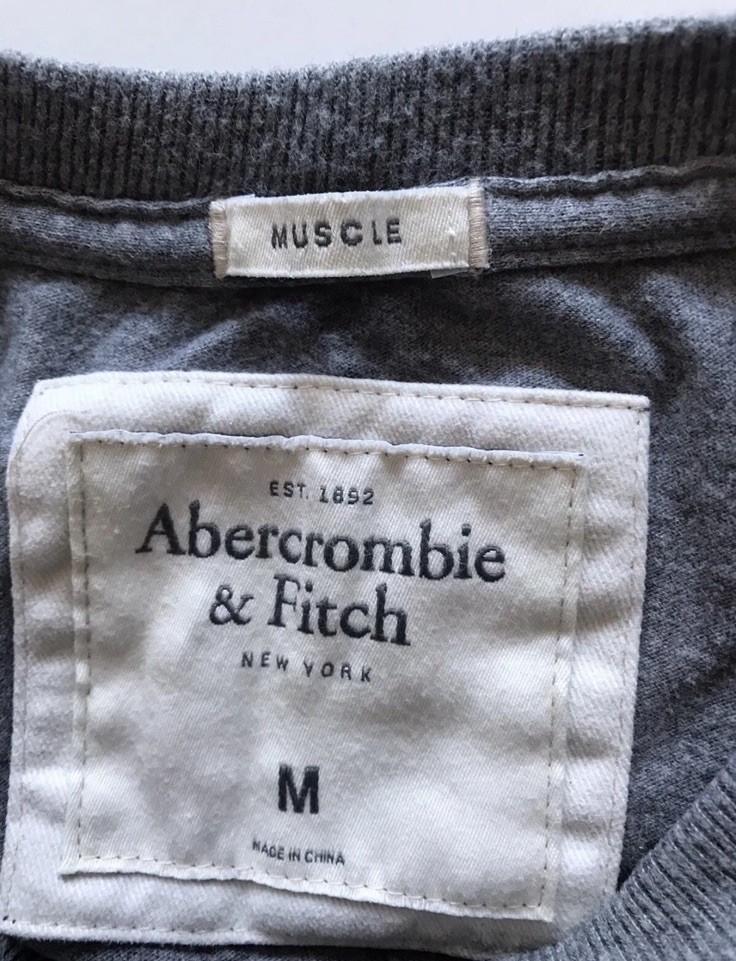 MUSCLE
EST. 1892
Abercrombie
& Fitch
NEW YORK
M
MADE IN CHINA